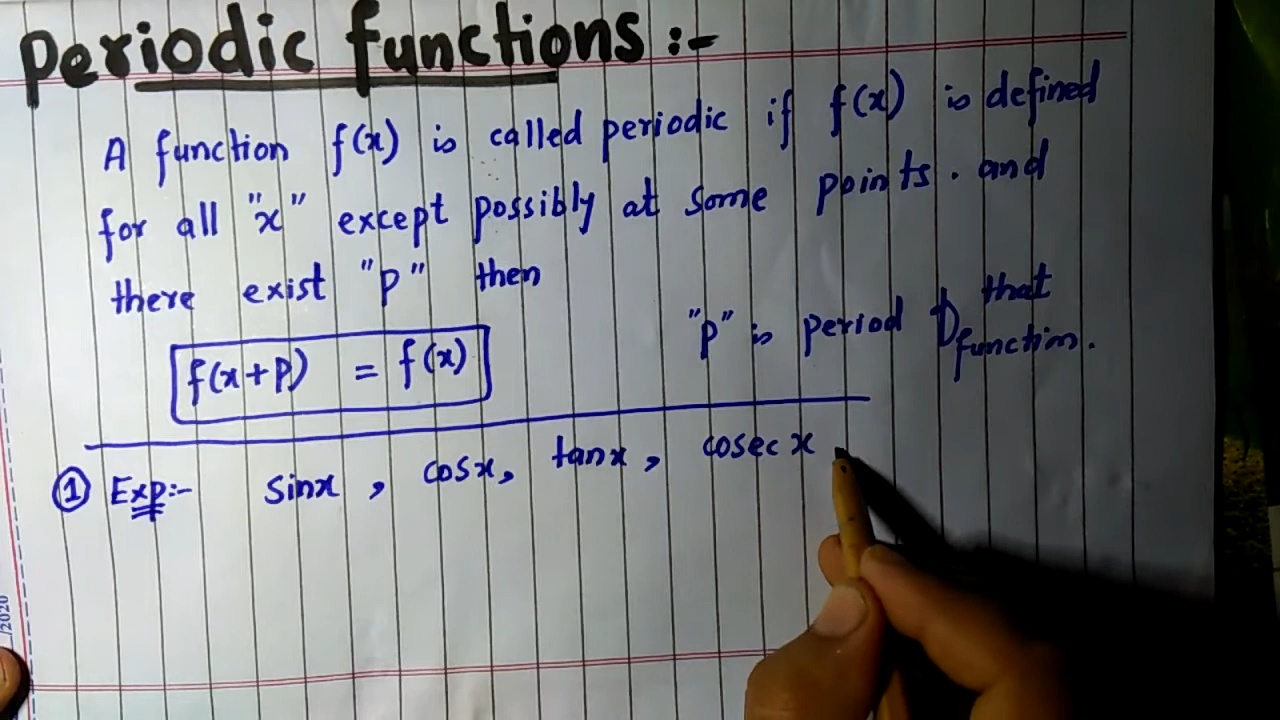 Periodic functions :-
A function f(x) is called periodic if f(x) is defined
for all "x" except possibly at some points. and
there exist "p" then
f(x+p) = f(x)
"p" is period of that
function.
① Exp:- sinx, cosx, tanx, cosec x
/2020